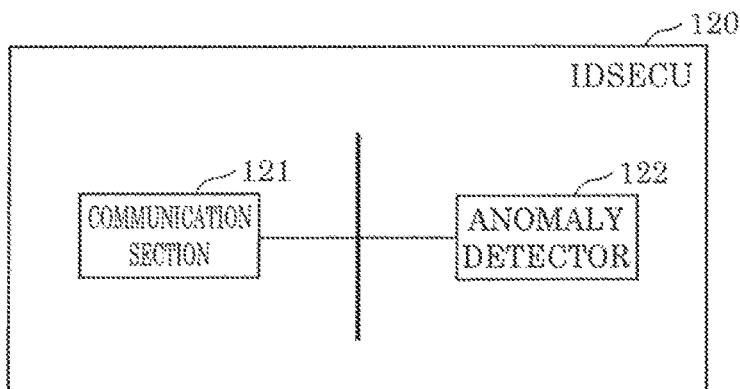 120
IDSECU
121
COMMUNICATION
SECTION
122
ANOMALY
DETECTOR